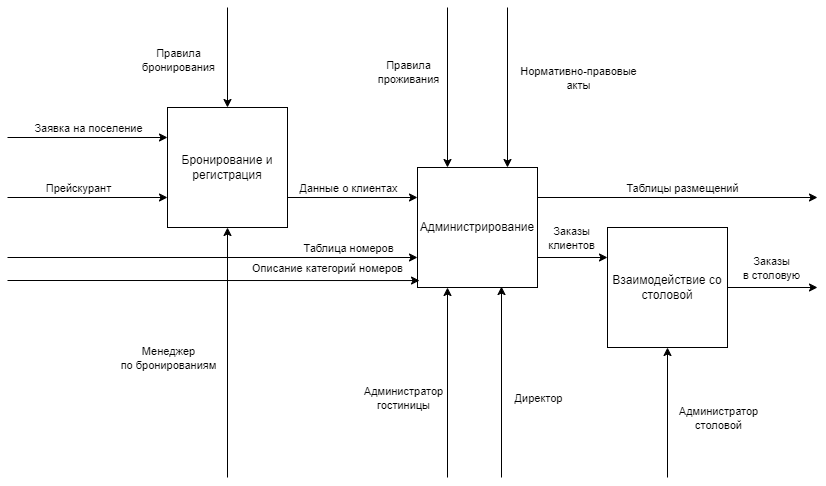 Правила
бронирования
Правила
проживания
Нормативно-правовые
акты
Заявка на поселение
Бронирование и
регистрация
Прейскурант
Данные о клиентах
Таблицы размещений
Администрирование
Заказы
клиентов
Таблица номеров
Описание категорий номеров
Взаимодействие со
столовой
Заказы
в столовую
Менеджер
по бронированиям
Администратор
гостиницы
Директор
Администратор
столовой